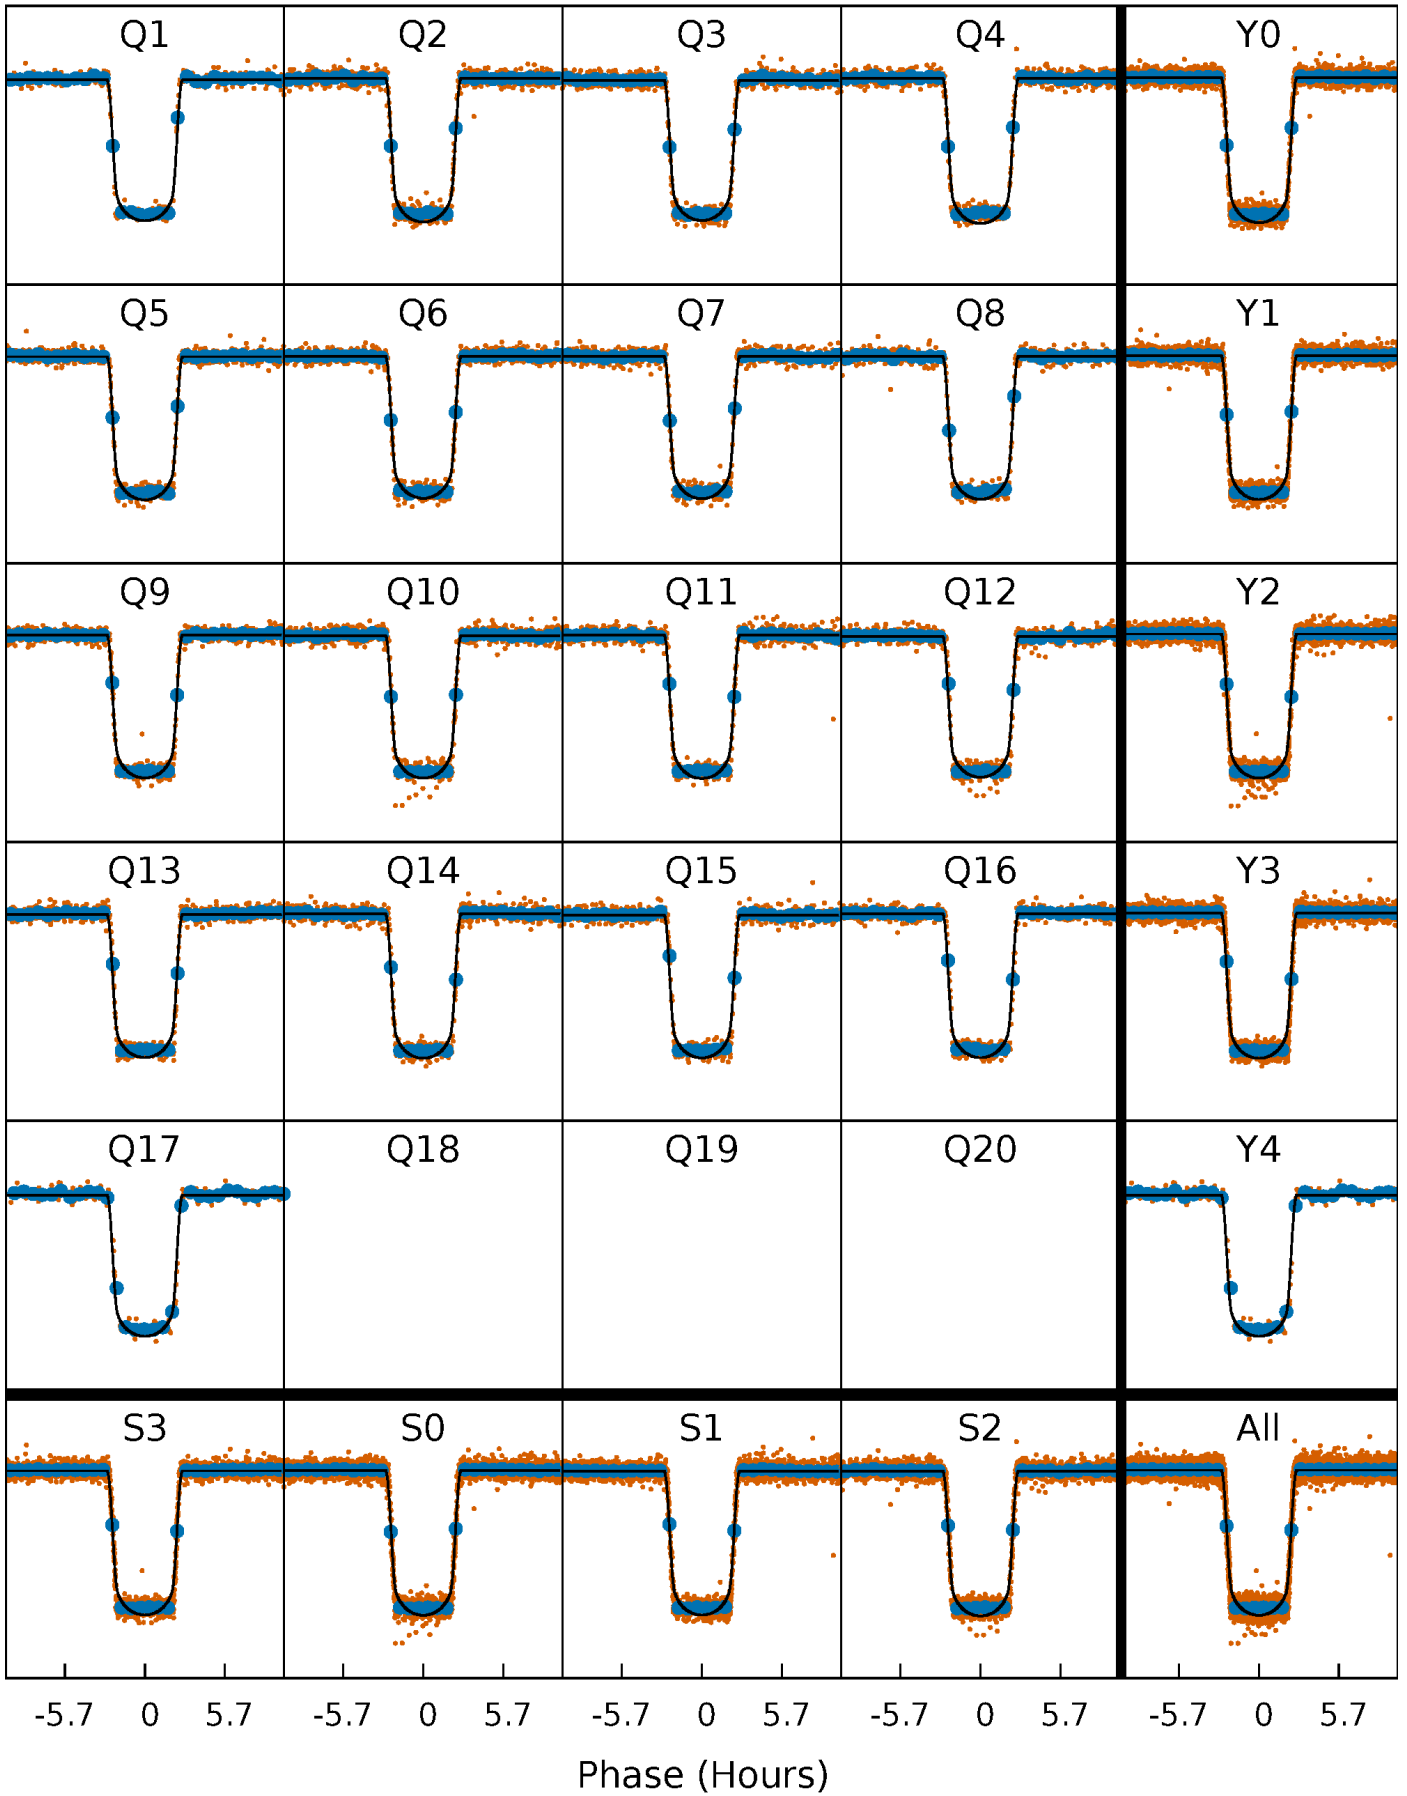 Q1 Q2 Q3 Q4 Y0
Q5 Q6 Q7 Q8 Y1
Q9 Q10 Q11 Q12 Y2
Q13 Q14 Q15 Q16 Y3
Q17 Q18 Q19 Q20 Y4
S3 S0 S1 S2 All
-5.7 0 5.7 -5.7 0 5.7 -5.7 0 5.7 -5.7 0 5.7 -5.7 0 5.7
Phase (Hours)